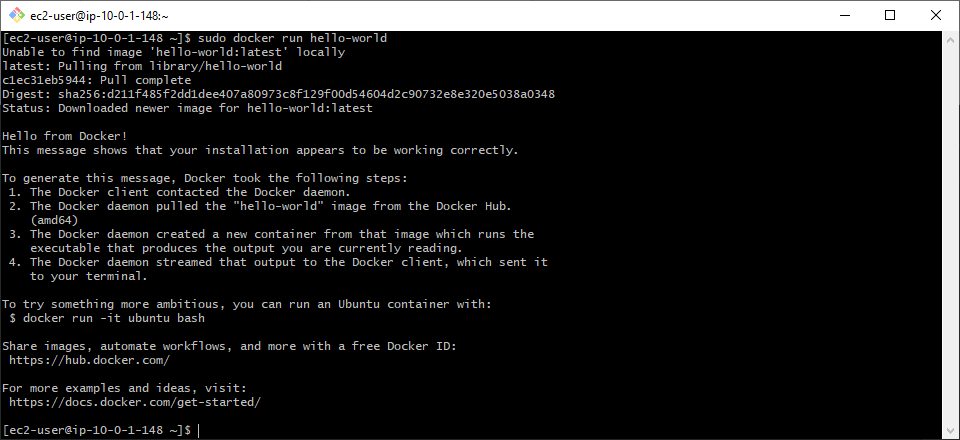 ec2-user@ip-10-0-1-148:~
[ec2-user@ip-10-0-1-148 ~]$ sudo docker run hello-world
Unable to find image 'hello-world:latest' locally
latest: Pulling from library/hello-world
c1ec31eb5944: Pull complete
Digest: sha256:d211f485f2dd1dee407a80973c8f129f00d54604d2c90732e8e320e5038a0348
Status: Downloaded newer image for hello-world:latest

Hello from Docker!
This message shows that your installation appears to be working correctly.

To generate this message, Docker took the following steps:
 1. The Docker client contacted the Docker daemon.
 2. The Docker daemon pulled the "hello-world" image from the Docker Hub.
    (amd64)
 3. The Docker daemon created a new container from that image which runs the
    executable that produces the output you are currently reading.
 4. The Docker daemon streamed that output to the Docker client, which sent it
    to your terminal.

To try something more ambitious, you can run an Ubuntu container with:
 $ docker run -it ubuntu bash

Share images, automate workflows, and more with a free Docker ID:
 https://hub.docker.com/

For more examples and ideas, visit:
 https://docs.docker.com/get-started/

[ec2-user@ip-10-0-1-148 ~]$